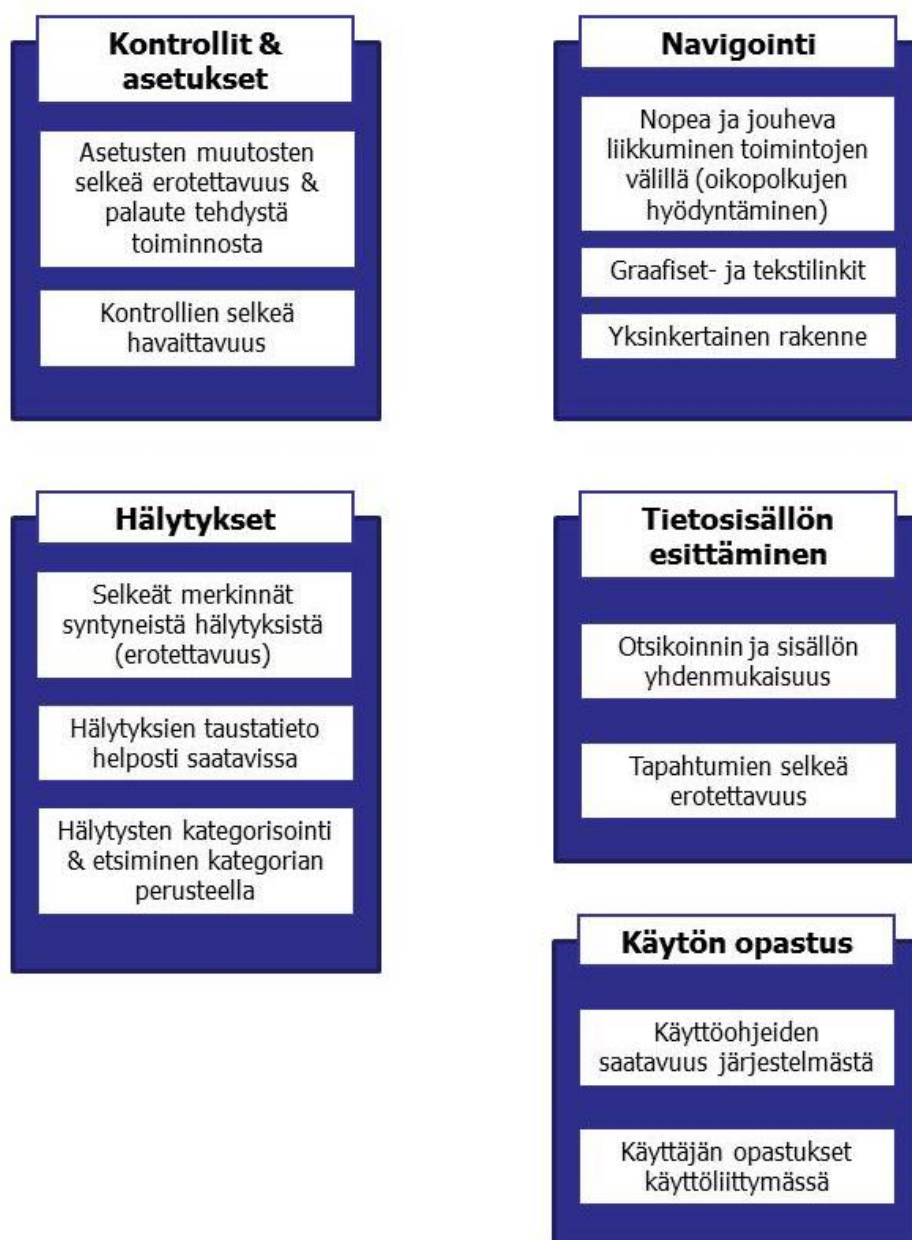 Kontrollit &
asetukset
Asetusten muutosten
selkeä erotettavuus &
palaute tehdystä
toiminnosta
Kontrollien selkeä
havaittavuus
Navigointi
Nopea ja jouheva
liikkuminen toimintojen
välillä (oikopolkujen
hyödyntäminen)
Graafiset- ja tekstilinkit
Yksinkertainen rakenne
Hälytykset
Selkeät merkinnät
syntyneistä hälytyksistä
(erotettavuus)
Hälytyksien taustatieto
helposti saatavissa
Hälytysten kategorisointi
& etsiminen kategorian
perusteella
Tietosisällön
esittäminen
Otsikoinnin ja sisällön
yhdenmukaisuus
Tapahtumien selkeä
erotettavuus
Käytön opastus
Käyttöohjeiden
saatavuus järjestelmästä
Käyttäjän opastukset
käyttöliittymässä